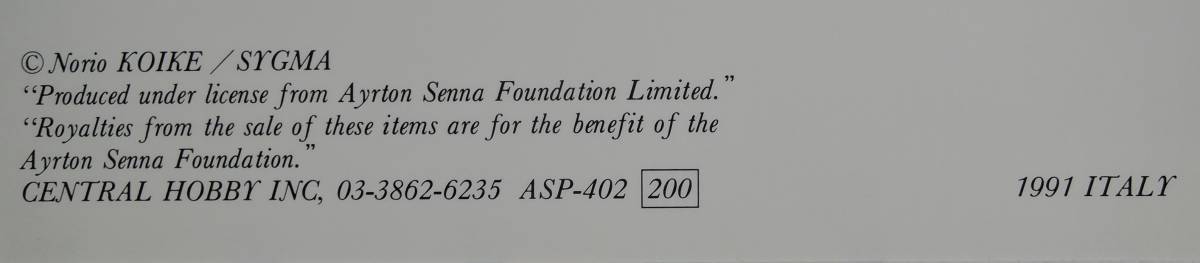 © Norio KOIKE / SYGMA
“Produced under license from Ayrton Senna Foundation Limited.”
“Royalties from the sale of these items are for the benefit of the
Ayrton Senna Foundation.”
CENTRAL HOBBY INC, 03-3862-6235 ASP-402 200 1991 ITALY